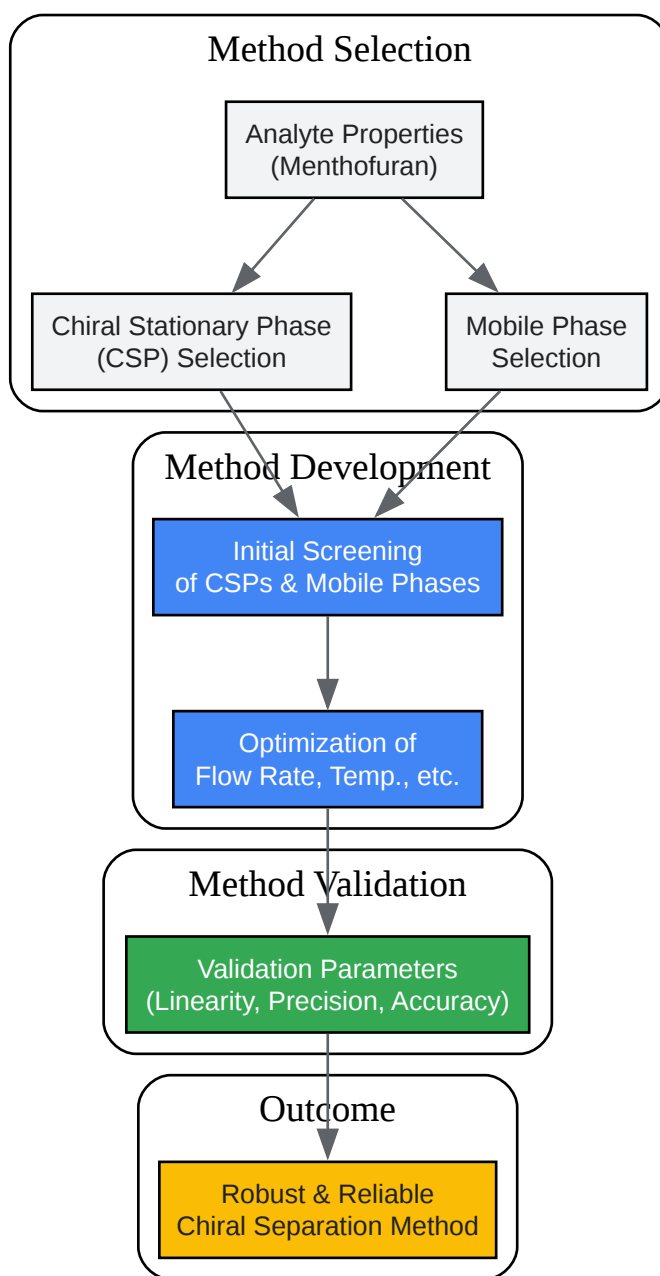 Method Selection
Analyte Properties
(Menthofuran)
Chiral Stationary Phase
(CSP) Selection
Mobile Phase
Selection
Method Development
Initial Screening
of CSPs & Mobile Phases
Optimization of
Flow Rate, Temp., etc.
Method Validation
Validation Parameters
(Linearity, Precision, Accuracy)
Outcome
Robust & Reliable
Chiral Separation Method